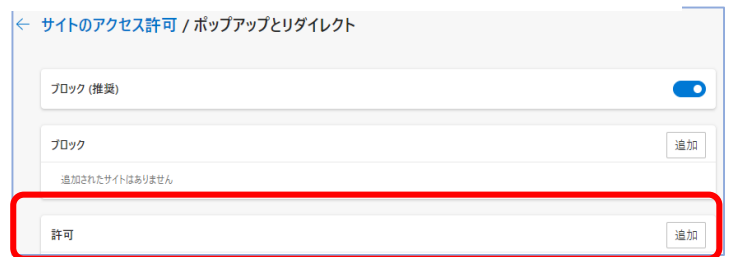 ← サイトのアクセス許可 / ポップアップとリダイレクト
ブロック (推奨)
ブロック 追加
追加されたサイトはありません
許可 追加